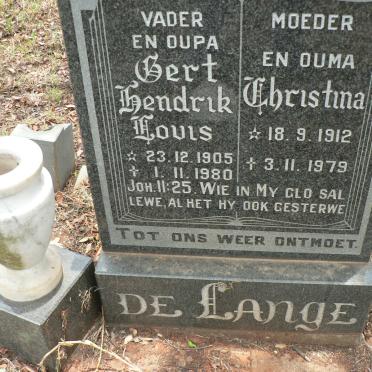 VADER
EN OUPA
Gert
Hendrik
Lovis
☆ 23.12.1905
✝ 1.11.1980
MOEDER
EN OUMA
Christina
☆ 18.9.1912
✝ 3.11.1979
JOH.11:25. WIE IN MY GLO SAL
LEWE, AL HET HY OOK GESTERWE
TOT ONS WEER ONTMOET.
DE LANGE